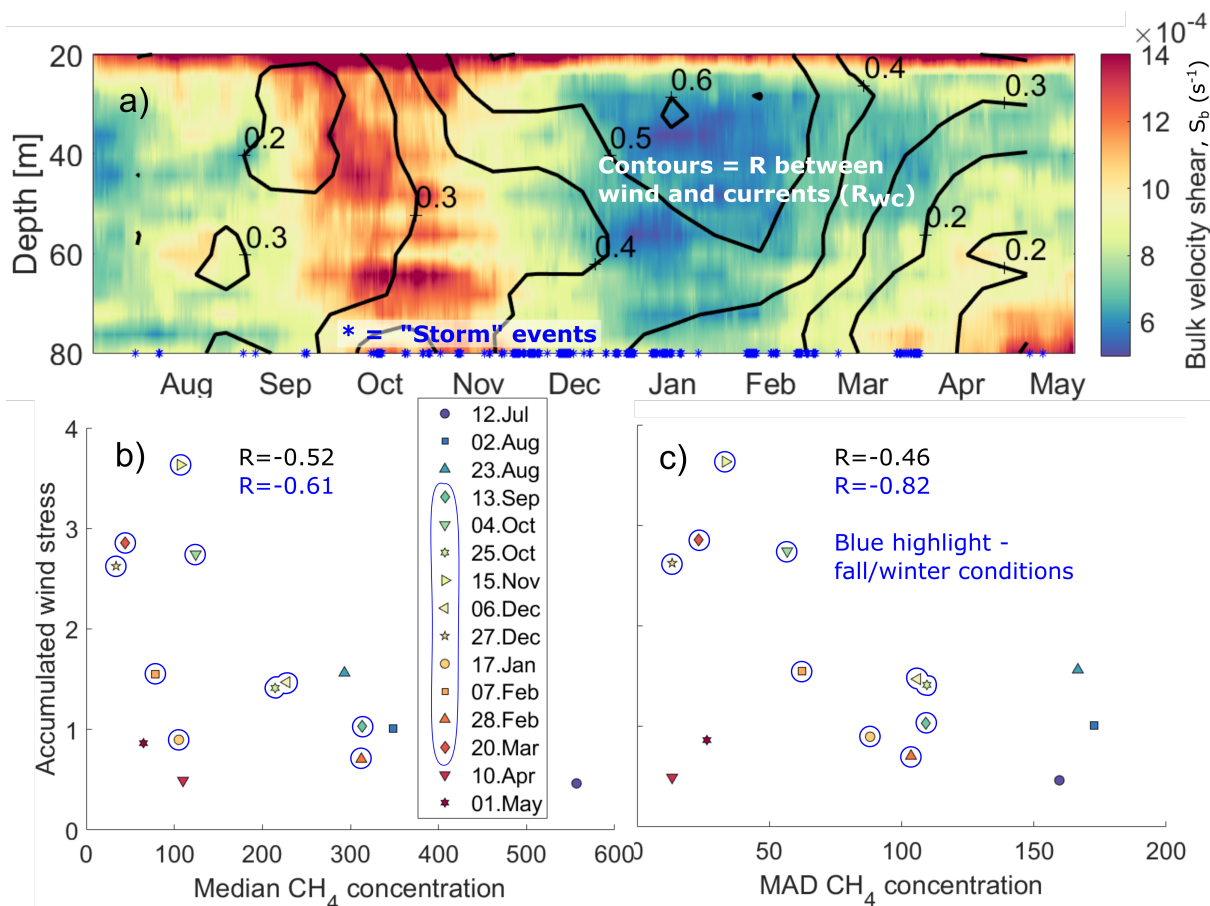 ×10⁻⁴
20
40
60
80
Depth [m]
a)
0.2
0.3
0.3
0.4
0.5
0.6
0.4
0.3
0.2
0.2
Contours = R between
wind and currents (Rwc)
* = "Storm" events
Aug Sep Oct Nov Dec Jan Feb Mar Apr May
14
12
10
8
6
Bulk velocity shear, S_b (s⁻¹)
b)
R=-0.52
R=-0.61
4
3
2
1
0
Accumulated wind stress
0 100 200 300 400 500 600
Median CH₄ concentration
12.Jul
02.Aug
23.Aug
13.Sep
04.Oct
25.Oct
15.Nov
06.Dec
27.Dec
17.Jan
07.Feb
28.Feb
20.Mar
10.Apr
01.May
c)
R=-0.46
R=-0.82
Blue highlight -
fall/winter conditions
0 50 100 150 200
MAD CH₄ concentration